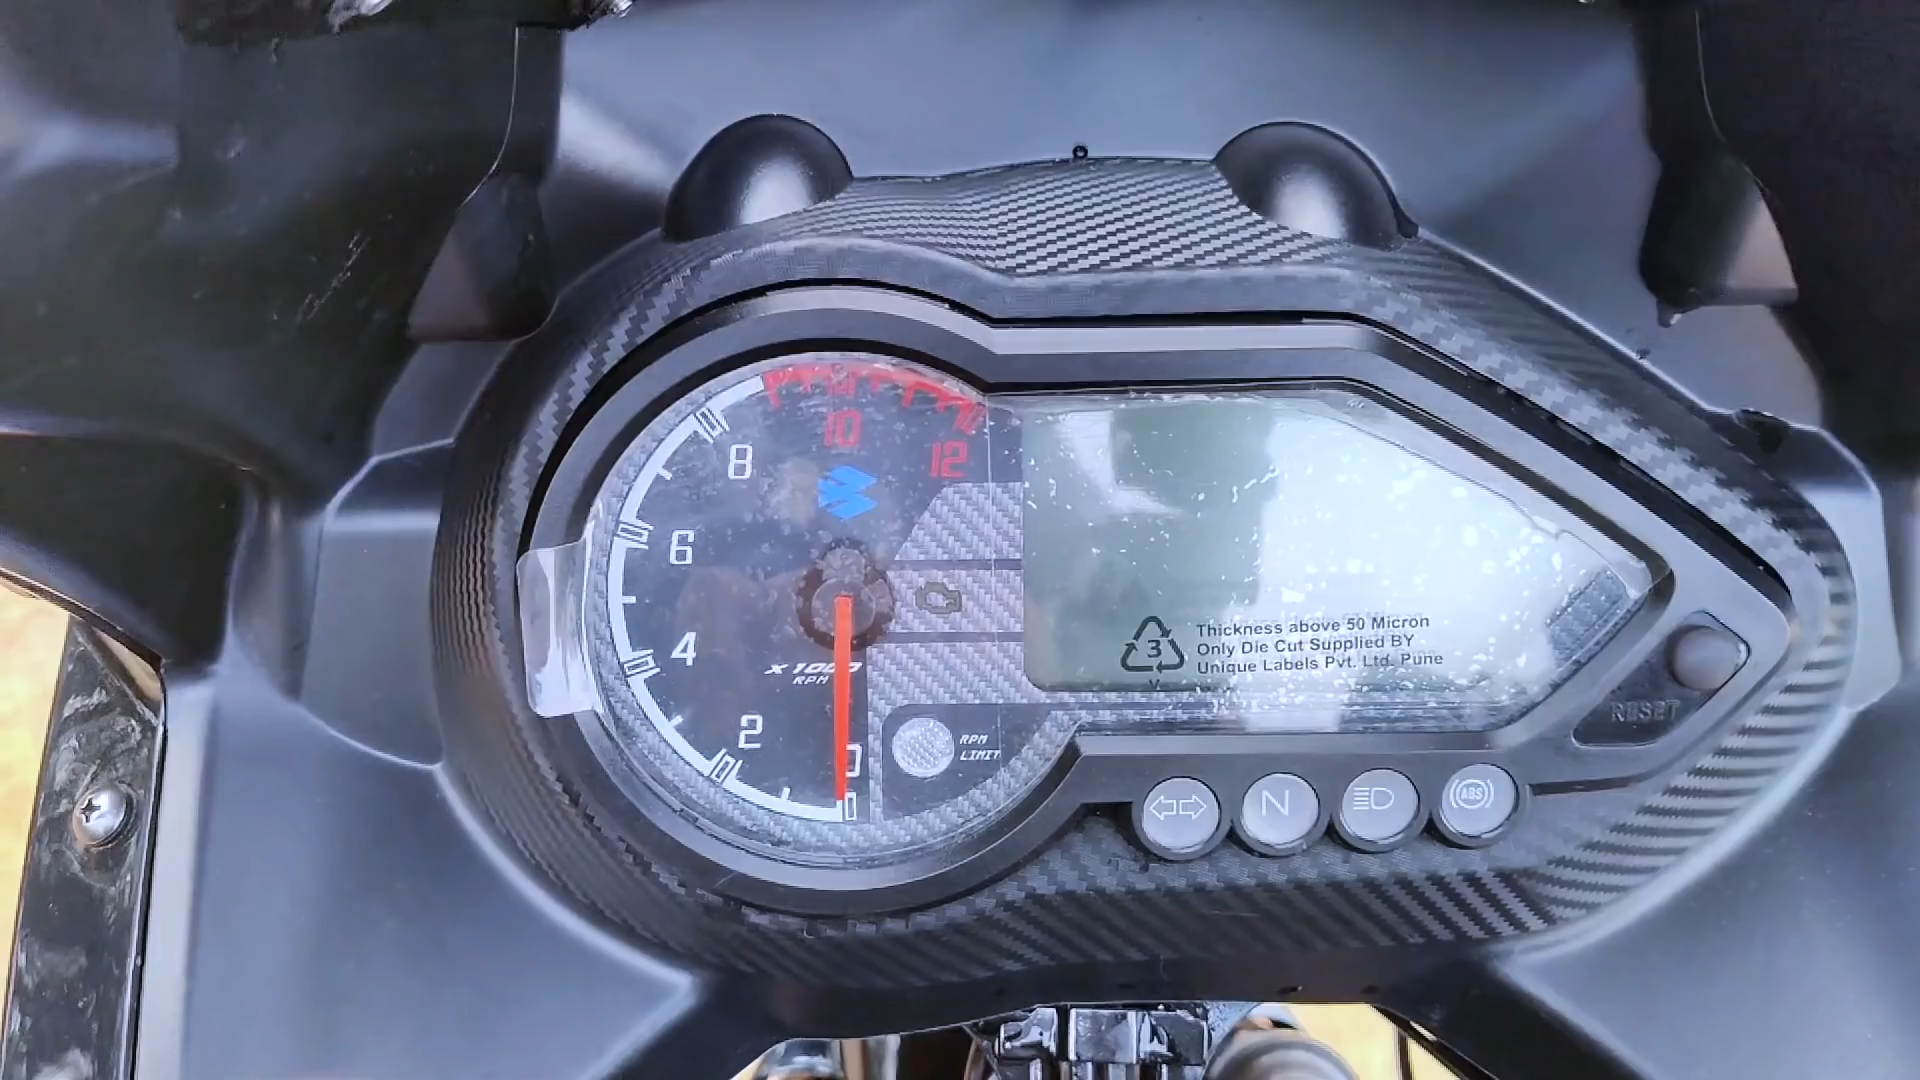 10
12
8
6
4
2
0
X 1000
RPM
RPM
LIMIT
3
V
Thickness above 50 Micron
Only Die Cut Supplied BY
Unique Labels Pvt. Ltd. Pune
RESET
N
ABS